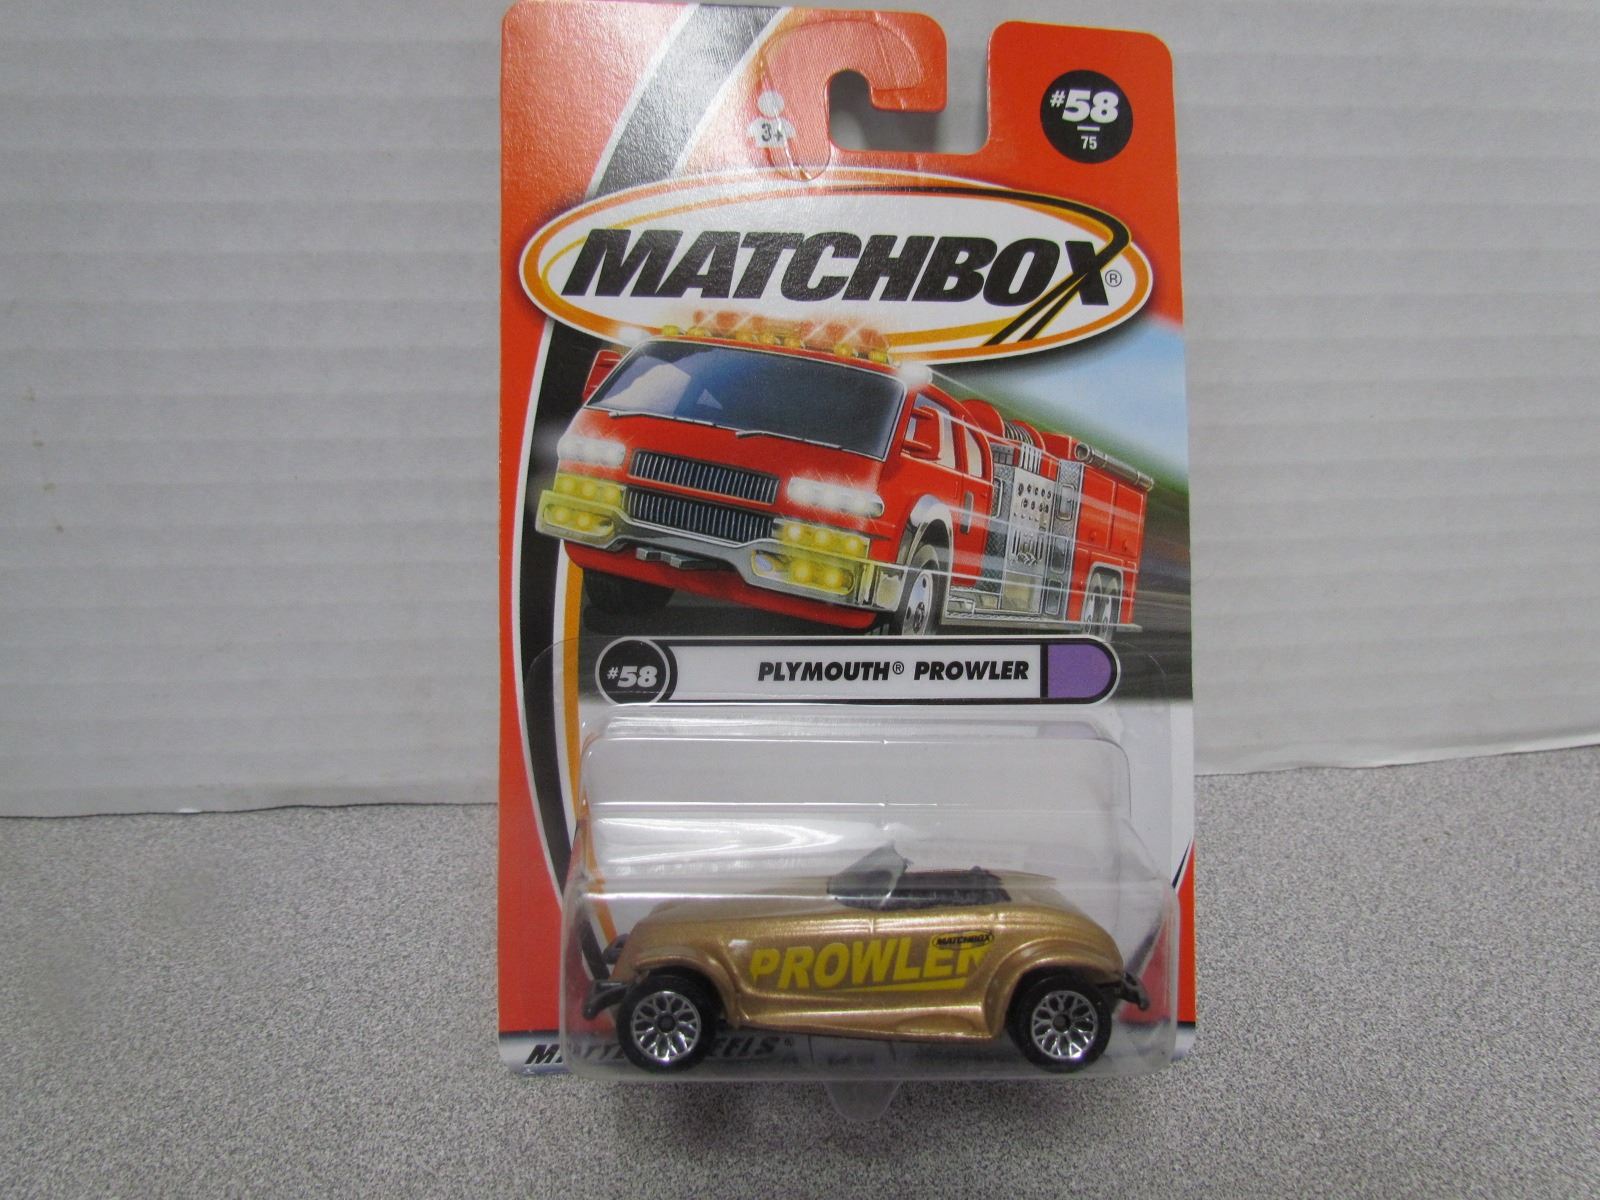 #58
75
3+
MATCHBOX®
#58 PLYMOUTH® PROWLER
MATCHBOX
PROWLER